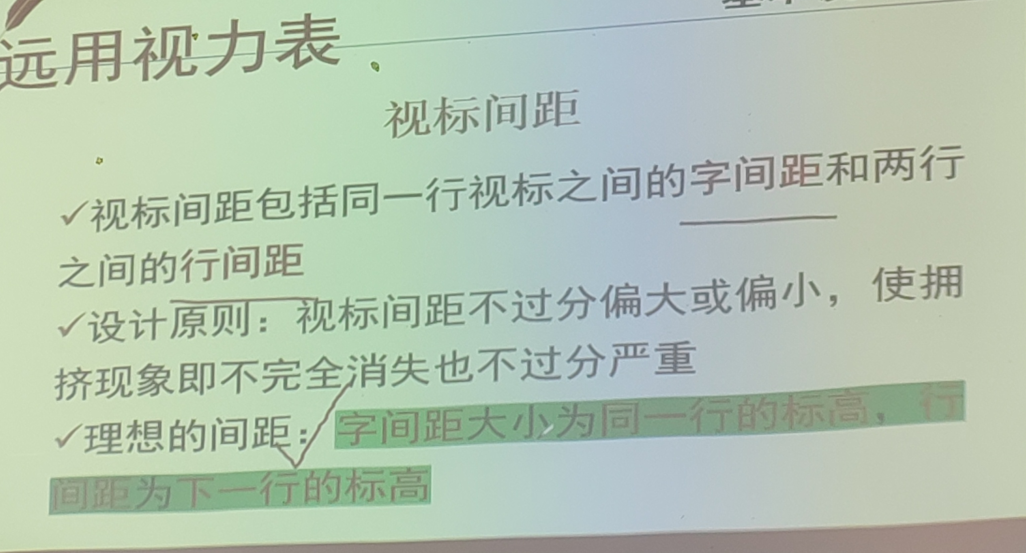 远用视力表
视标间距
✓视标间距包括同一行视标之间的字间距和两行
之间的行间距
✓设计原则：视标间距不过分偏大或偏小，使拥
挤现象即不完全消失也不过分严重
✓理想的间距：字间距大小为同一行的标高，行
间距为下一行的标高